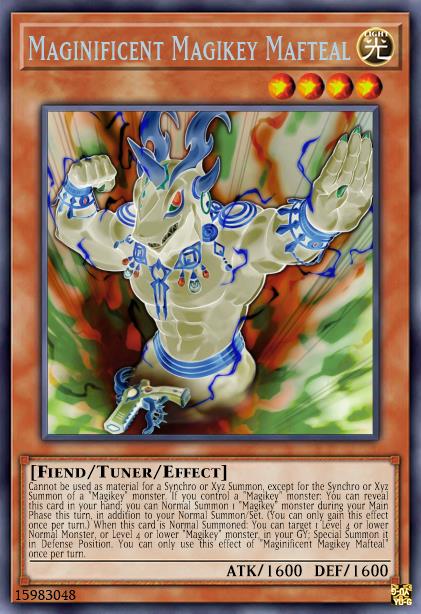 MAGINIFICENT MAGIKEY MAFTEAL
LIGHT
光
[FIEND/TUNER/EFFECT]
Cannot be used as material for a Synchro or Xyz Summon, except for the Synchro or Xyz
Summon of a "Magikey" monster. If you control a "Magikey" monster: You can reveal
this card in your hand; you can Normal Summon 1 "Magikey" monster during your Main
Phase this turn, in addition to your Normal Summon/Set. (You can only gain this effect
once per turn.) When this card is Normal Summoned: You can target 1 Level 4 or lower
Normal Monster, or Level 4 or lower "Magikey" monster, in your GY; Special Summon it
in Defense Position. You can only use this effect of "Maginificent Magikey Mafteal"
once per turn.
ATK/1600 DEF/1600
15983048